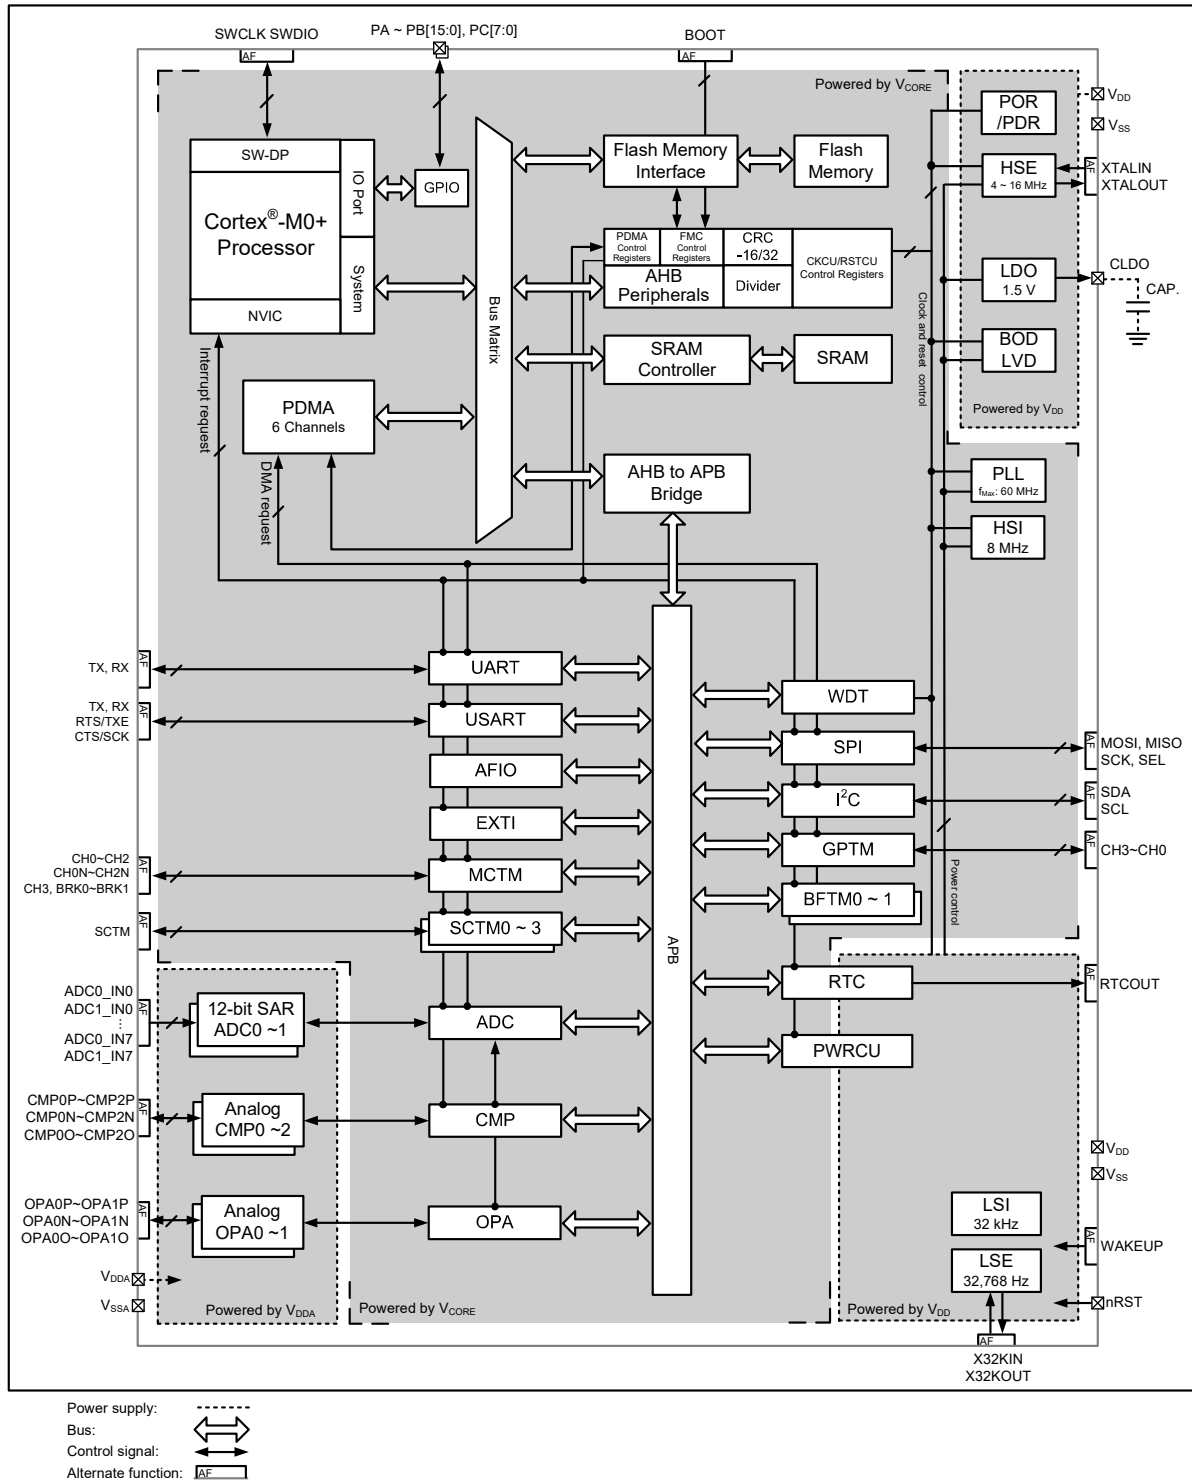 SWCLK SWDIO
PA ~ PB[15:0], PC[7:0]
BOOT
AF
AF
Powered by VCORE
POR
/PDR
VDD
VSS
SW-DP
Cortex®-M0+
Processor
NVIC
IO Port
System
GPIO
Bus Matrix
Flash Memory
Interface
Flash
Memory
HSE
4 ~ 16 MHz
AF
XTALIN
XTALOUT
PDMA
Control
Registers
FMC
Control
Registers
CRC
-16/32
CKCU/RSTCU
Control Registers
AHB
Peripherals
Divider
LDO
1.5 V
CLDO
CAP.
Clock and reset control
BOD
LVD
Powered by VDD
SRAM
Controller
SRAM
Interrupt request
PDMA
6 Channels
DMA request
AHB to APB
Bridge
PLL
fMax: 60 MHz
HSI
8 MHz
TX, RX
AF
UART
TX, RX
RTS/TXE
CTS/SCK
AF
USART
AFIO
EXTI
CH0~CH2
CH0N~CH2N
CH3, BRK0~BRK1
AF
MCTM
SCTM
AF
SCTM0 ~ 3
APB
WDT
SPI
AF
MOSI, MISO
SCK, SEL
I2C
AF
SDA
SCL
GPTM
AF
CH3~CH0
BFTM0 ~ 1
Power control
RTC
AF
RTCOUT
PWRCU
ADC0_IN0
ADC1_IN0
⋮
ADC0_IN7
ADC1_IN7
AF
12-bit SAR
ADC0 ~1
ADC
CMP0P~CMP2P
CMP0N~CMP2N
CMP0O~CMP2O
AF
Analog
CMP0 ~2
CMP
OPA0P~OPA1P
OPA0N~OPA1N
OPA0O~OPA1O
AF
Analog
OPA0 ~1
OPA
VDD
VSS
LSI
32 kHz
AF
WAKEUP
LSE
32,768 Hz
VDDA
VSSA
Powered by VDDA
Powered by VCORE
Powered by VDD
nRST
AF
X32KIN
X32KOUT
Power supply:
Bus:
Control signal:
Alternate function: AF